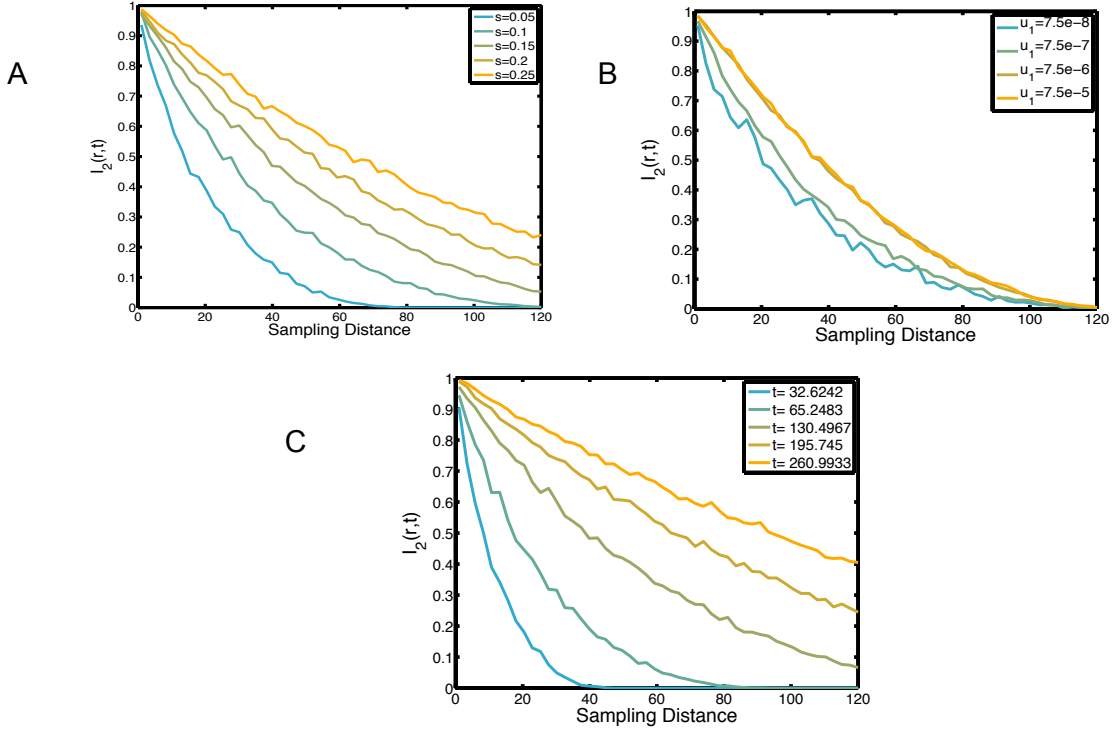 A
I₂(r,t)
1
0.9
0.8
0.7
0.6
0.5
0.4
0.3
0.2
0.1
0
0 20 40 60 80 100 120
Sampling Distance
s=0.05
s=0.1
s=0.15
s=0.2
s=0.25
B
I₂(r,t)
1
0.9
0.8
0.7
0.6
0.5
0.4
0.3
0.2
0.1
0
0 20 40 60 80 100 120
Sampling Distance
u₁=7.5e−8
u₁=7.5e−7
u₁=7.5e−6
u₁=7.5e−5
C
I₂(r,t)
1
0.9
0.8
0.7
0.6
0.5
0.4
0.3
0.2
0.1
0
0 20 40 60 80 100 120
Sampling Distance
t= 32.6242
t= 65.2483
t= 130.4967
t= 195.745
t= 260.9933